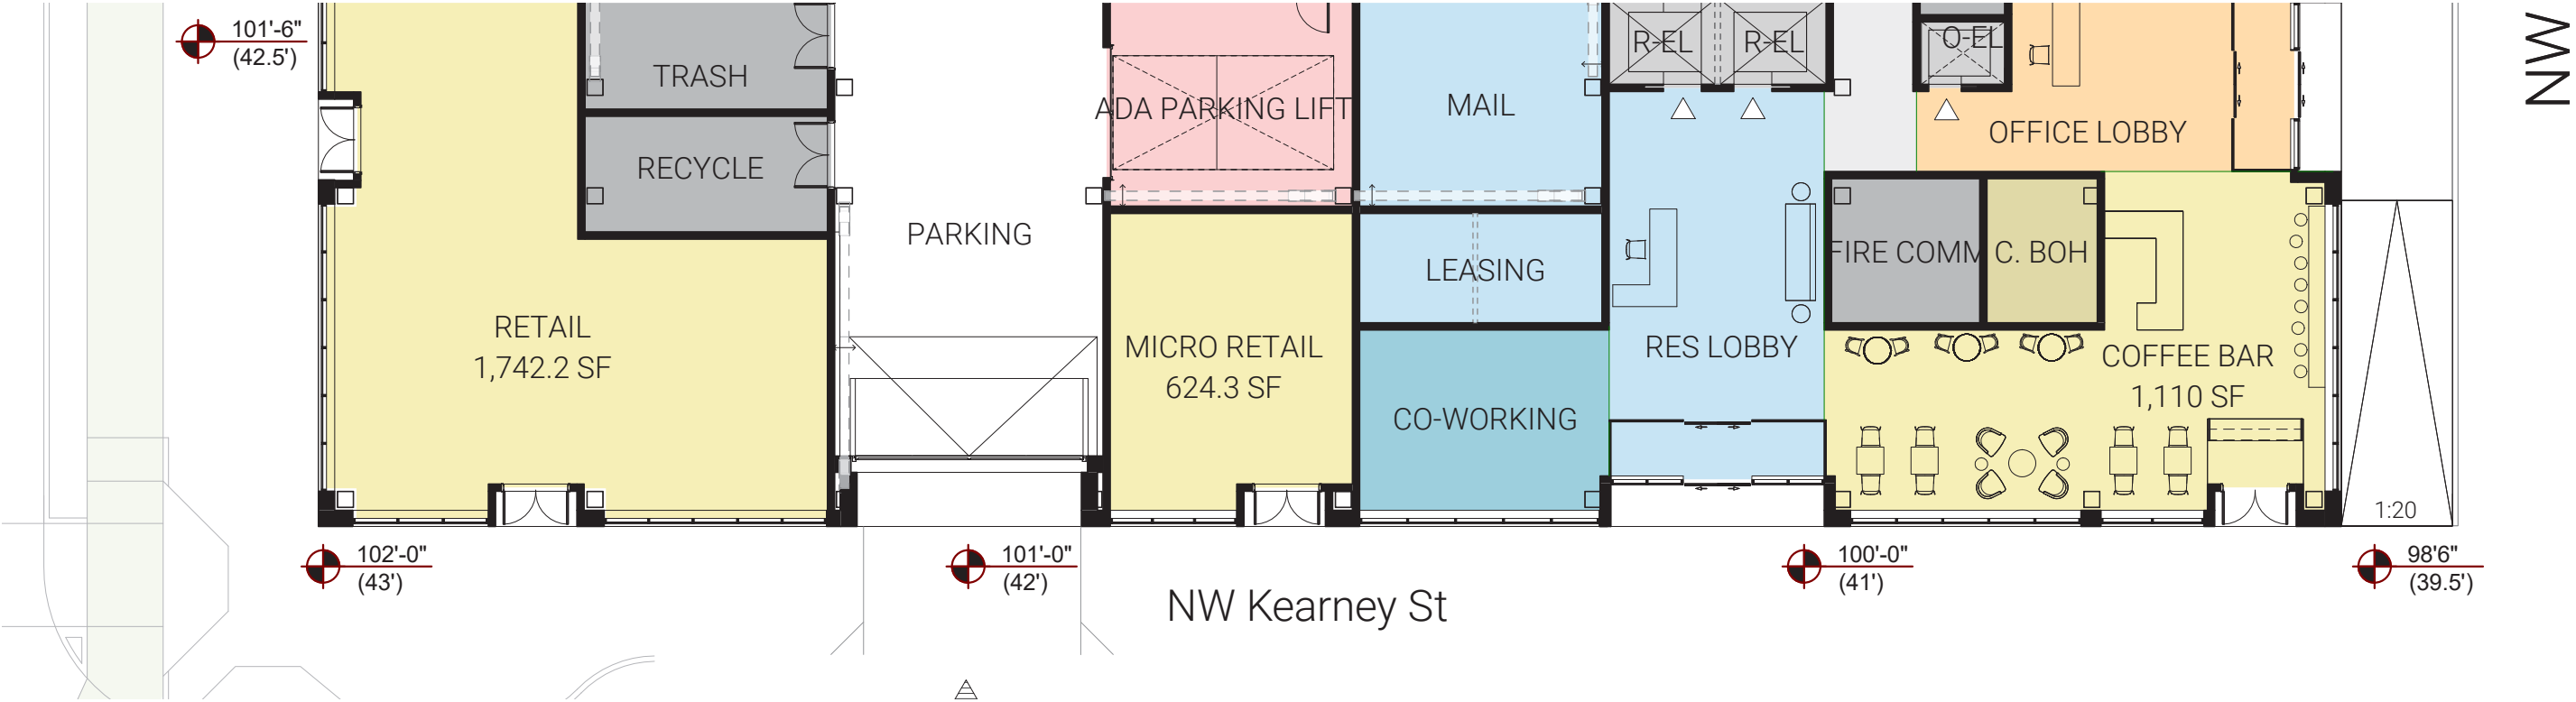 101'-6"
(42.5')
TRASH
RECYCLE
PARKING
ADA PARKING LIFT
MAIL
R-EL
R-EL
O-EL
OFFICE LOBBY
NW
RETAIL
1,742.2 SF
MICRO RETAIL
624.3 SF
LEASING
CO-WORKING
RES LOBBY
FIRE COMM
C. BOH
COFFEE BAR
1,110 SF
1:20
102'-0"
(43')
101'-0"
(42')
100'-0"
(41')
98'6"
(39.5')
NW Kearney St